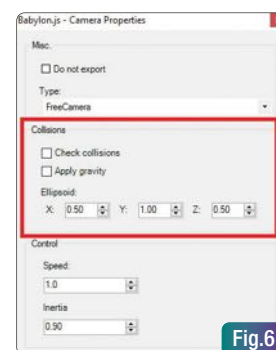 Babylon.js - Camera Properties
Misc.
Do not export
Type:
FreeCamera
Collisions
Check collisions
Apply gravity
Ellipsoid:
X: 0.50 Y: 1.00 Z: 0.50
Control
Speed:
1.0
Inertia
0.90
Fig.6